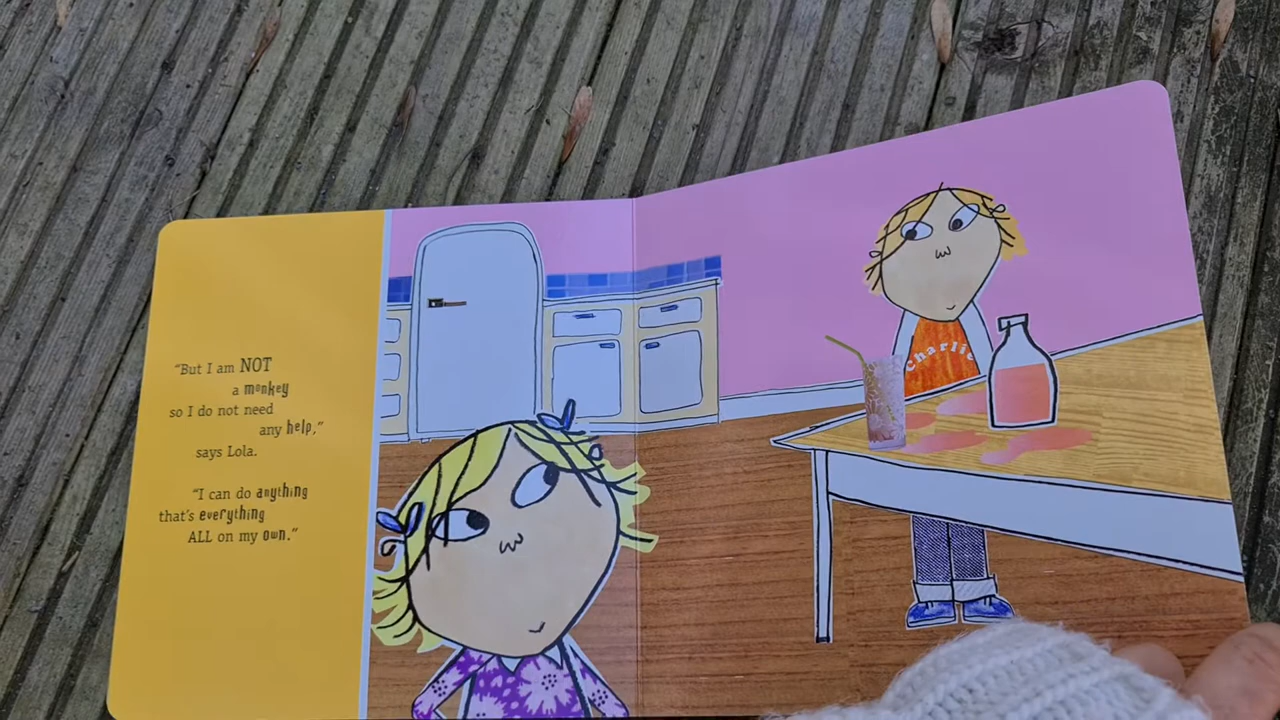 “But I am NOT
a monkey
so I do not need
any help,”
says Lola.
“I can do anything
that’s everything
ALL on my own.”
Charlie